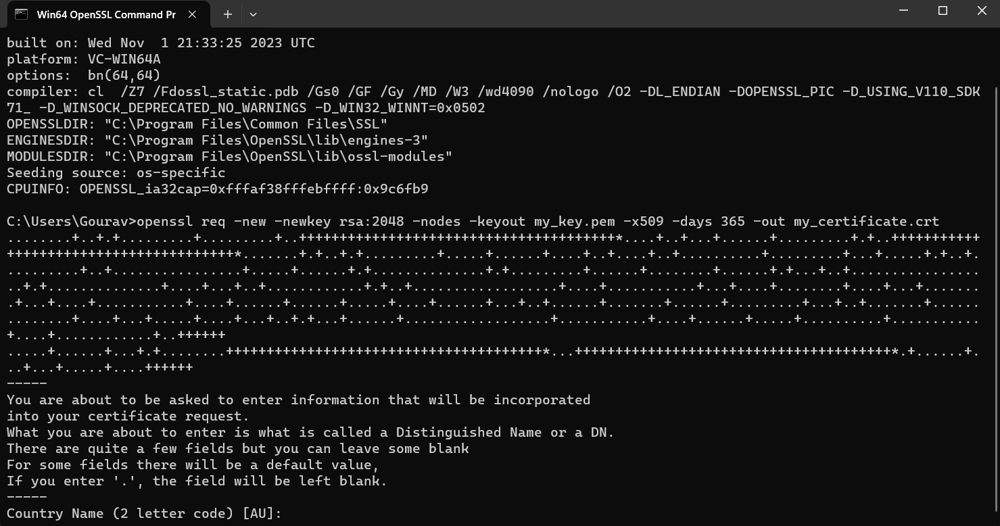 Win64 OpenSSL Command Pr
built on: Wed Nov  1 21:33:25 2023 UTC
platform: VC-WIN64A
options:  bn(64,64)
compiler: cl  /Z7 /Fdossl_static.pdb /Gs0 /GF /Gy /MD /W3 /wd4090 /nologo /O2 -DL_ENDIAN -DOPENSSL_PIC -D_USING_V110_SDK
71_ -D_WINSOCK_DEPRECATED_NO_WARNINGS -D_WIN32_WINNT=0x0502
OPENSSLDIR: "C:\Program Files\Common Files\SSL"
ENGINESDIR: "C:\Program Files\OpenSSL\lib\engines-3"
MODULESDIR: "C:\Program Files\OpenSSL\lib\ossl-modules"
Seeding source: os-specific
CPUINFO: OPENSSL_ia32cap=0xfffaf38fffebffff:0x9c6fb9
C:\Users\Gourav>openssl req -new -newkey rsa:2048 -nodes -keyout my_key.pem -x509 -days 365 -out my_certificate.crt
........+..+.+.........+.........+..+++++++++++++++++++++++++++++++++++++++*....+..+...+......+.........+.+..+++++++++++
++++++++++++++++++++++++++++*.......+.+..+.+.........+.....+......+....+..+....+..+..........+.........+...+.....+.+..+.
.........+..+................+.....+......+.+..............+.+.........+......+........+......+.+...+..+................
..+.+..............+....+...+..+............+.+..+...................+....+...........+...+....+........+....+...+.......
.+...+....+...........+....+......+......+.....+....+......+...+..+......+.......+......+.........+...+..+.......+......
........+....+...+.....+....+...+..+.+...+......+..................+...........+....+......+.....+..........+...........
+....+............+..++++++
.....+......+...+.+........+++++++++++++++++++++++++++++++++++++++*...+++++++++++++++++++++++++++++++++++++++*.+......+.
..+...+.....+....++++++
-----
You are about to be asked to enter information that will be incorporated
into your certificate request.
What you are about to enter is what is called a Distinguished Name or a DN.
There are quite a few fields but you can leave some blank
For some fields there will be a default value,
If you enter '.', the field will be left blank.
-----
Country Name (2 letter code) [AU]: